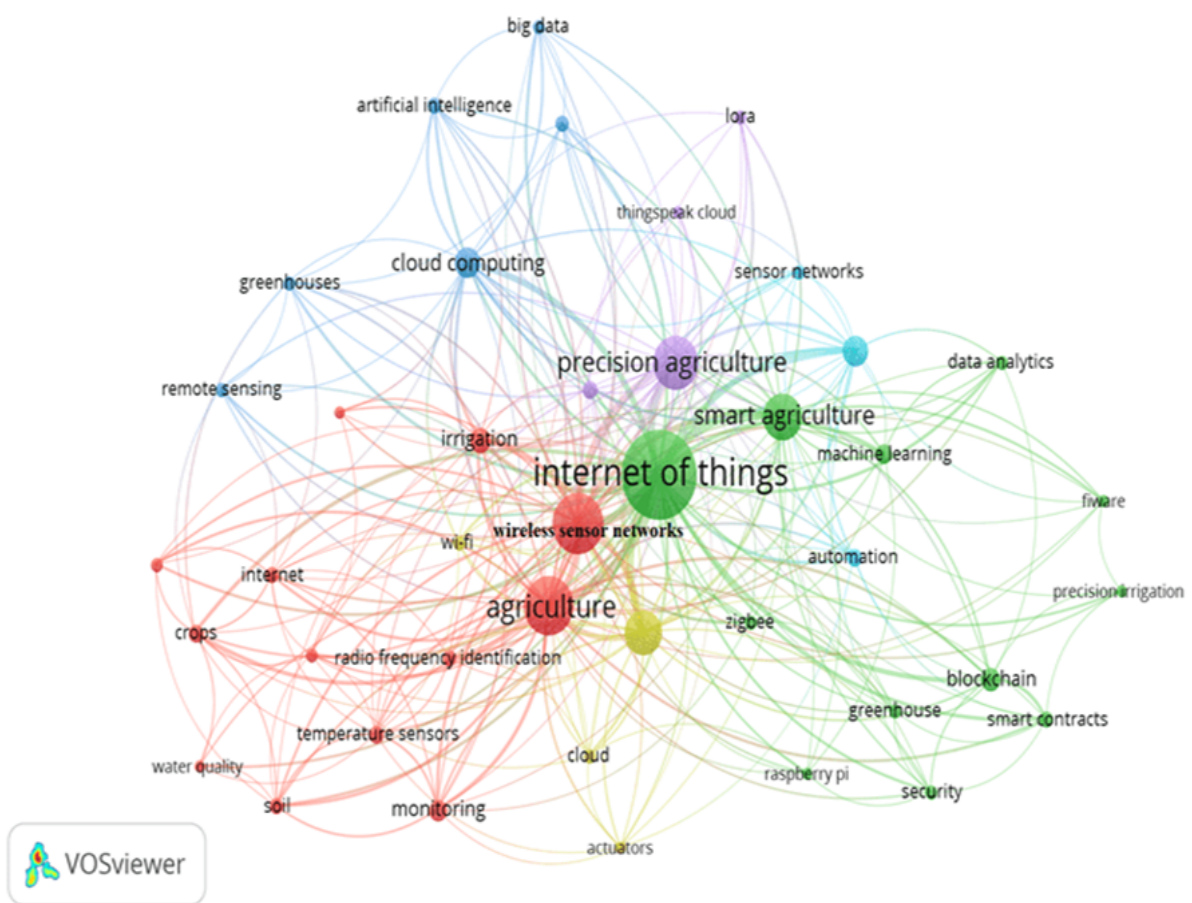 big data
artificial intelligence
lora
thingspeak cloud
cloud computing
sensor networks
greenhouses
precision agriculture
data analytics
remote sensing
smart agriculture
irrigation
machine learning
internet of things
fiware
wireless sensor networks
wi-fi
automation
internet
precision irrigation
agriculture
zigbee
crops
radio frequency identification
blockchain
greenhouse
smart contracts
temperature sensors
cloud
water quality
raspberry pi
security
soil
monitoring
actuators
VOSviewer